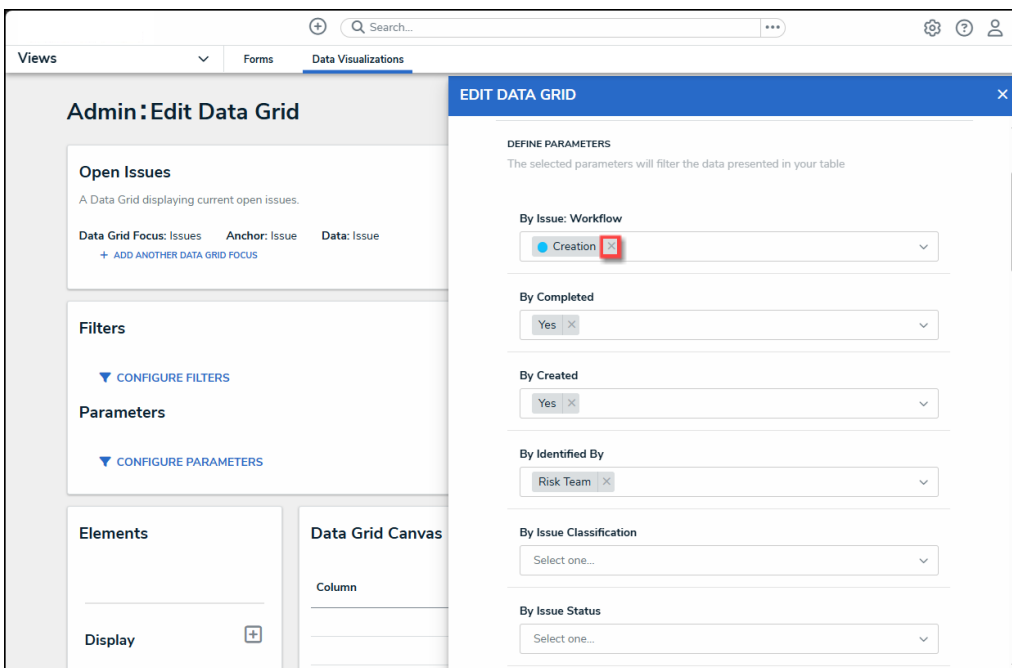 Search...
Views
Forms
Data Visualizations
Admin:Edit Data Grid
Open Issues
A Data Grid displaying current open issues.
Data Grid Focus: Issues Anchor: Issue Data: Issue
+ ADD ANOTHER DATA GRID FOCUS
Filters
CONFIGURE FILTERS
Parameters
CONFIGURE PARAMETERS
Elements
Display
Data Grid Canvas
Column
EDIT DATA GRID
DEFINE PARAMETERS
The selected parameters will filter the data presented in your table
By Issue: Workflow
Creation
By Completed
Yes
By Created
Yes
By Identified By
Risk Team
By Issue Classification
Select one...
By Issue Status
Select one...